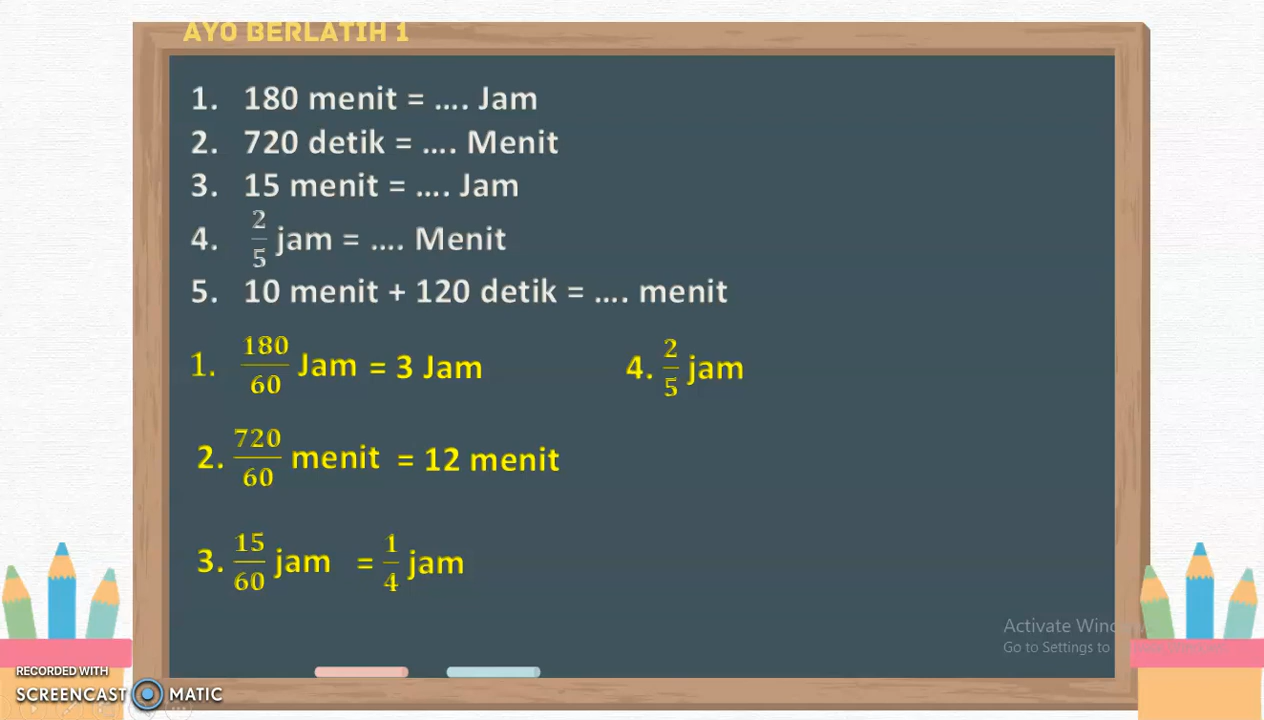 AYO BERLATIH 1
1. 180 menit = .... Jam
2. 720 detik = .... Menit
3. 15 menit = .... Jam
4. 2/5 jam = .... Menit
5. 10 menit + 120 detik = .... menit
1. 180/60 Jam = 3 Jam
2. 720/60 menit = 12 menit
3. 15/60 jam = 1/4 jam
4. 2/5 jam
Activate Windows
Go to Settings to
RECORDED WITH
SCREENCAST MATIC